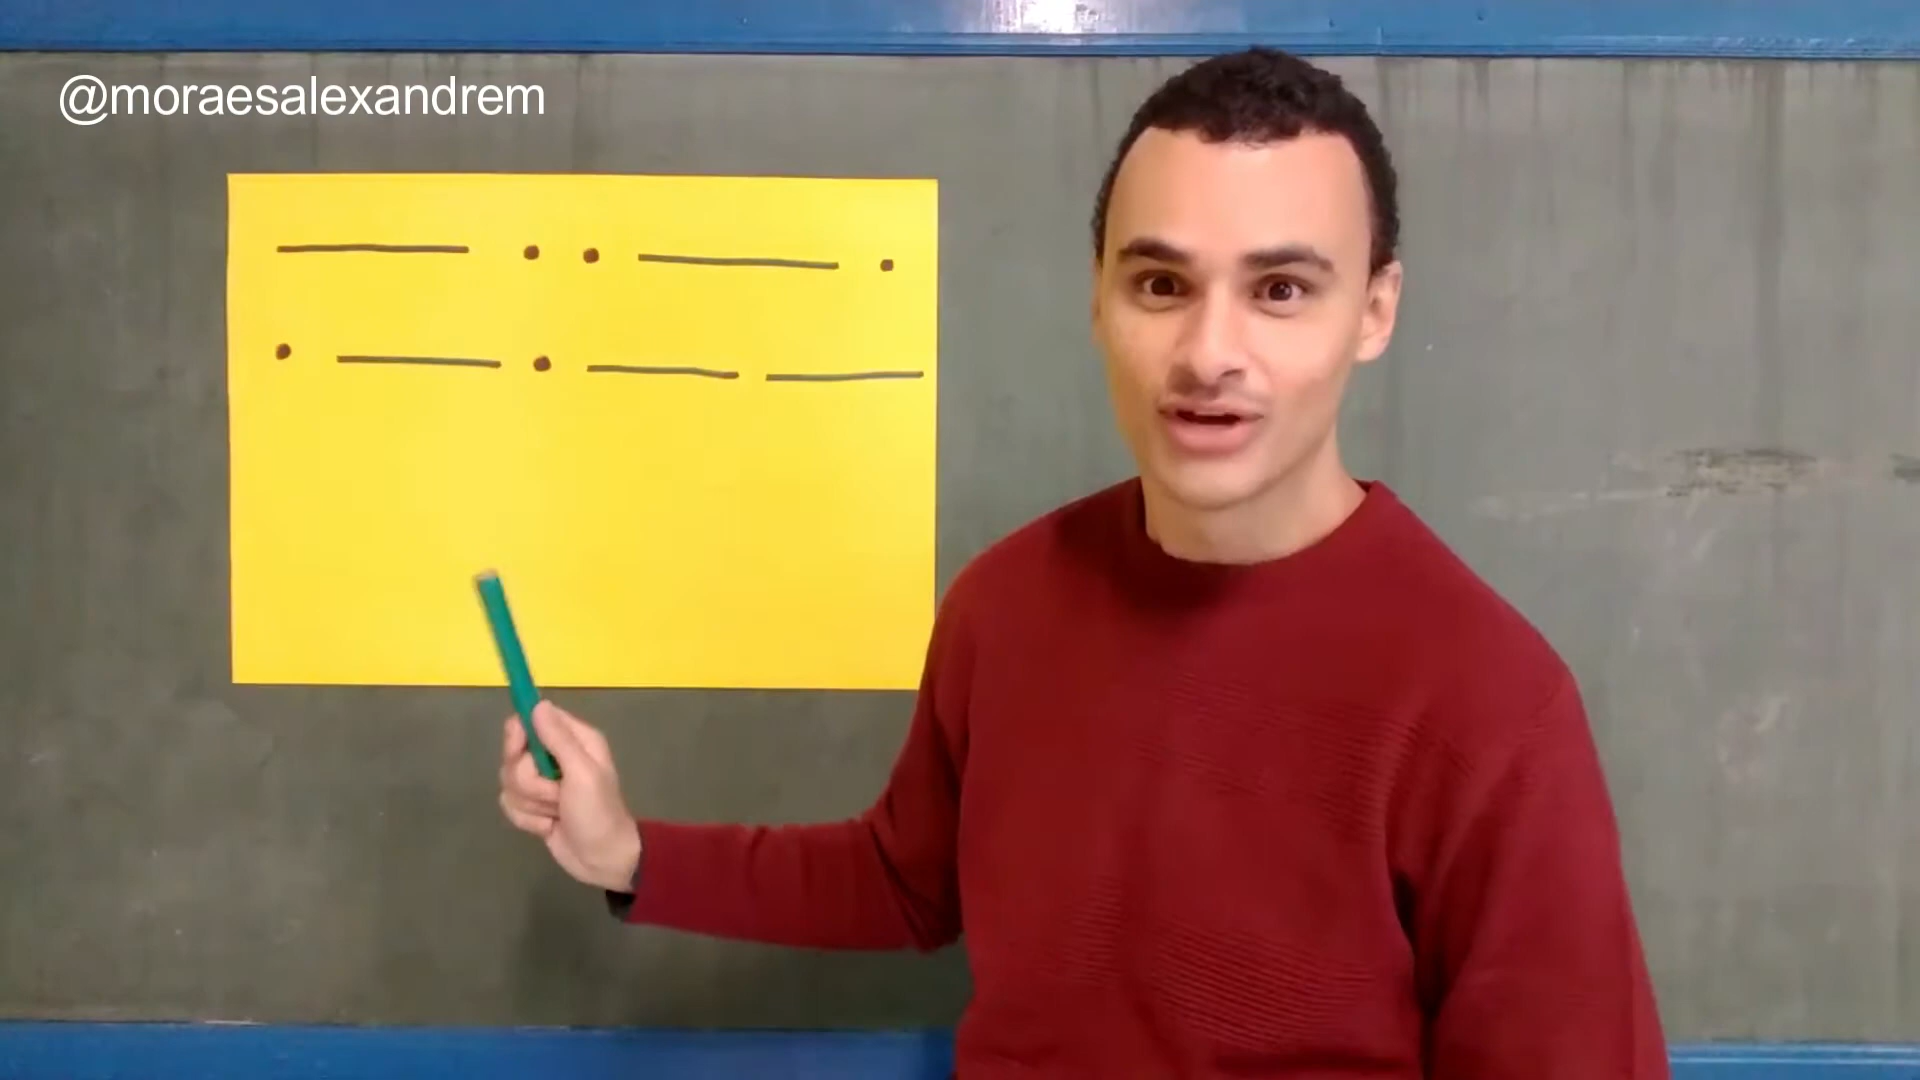 @moraesalexandrem
— • • — •
• — • — —